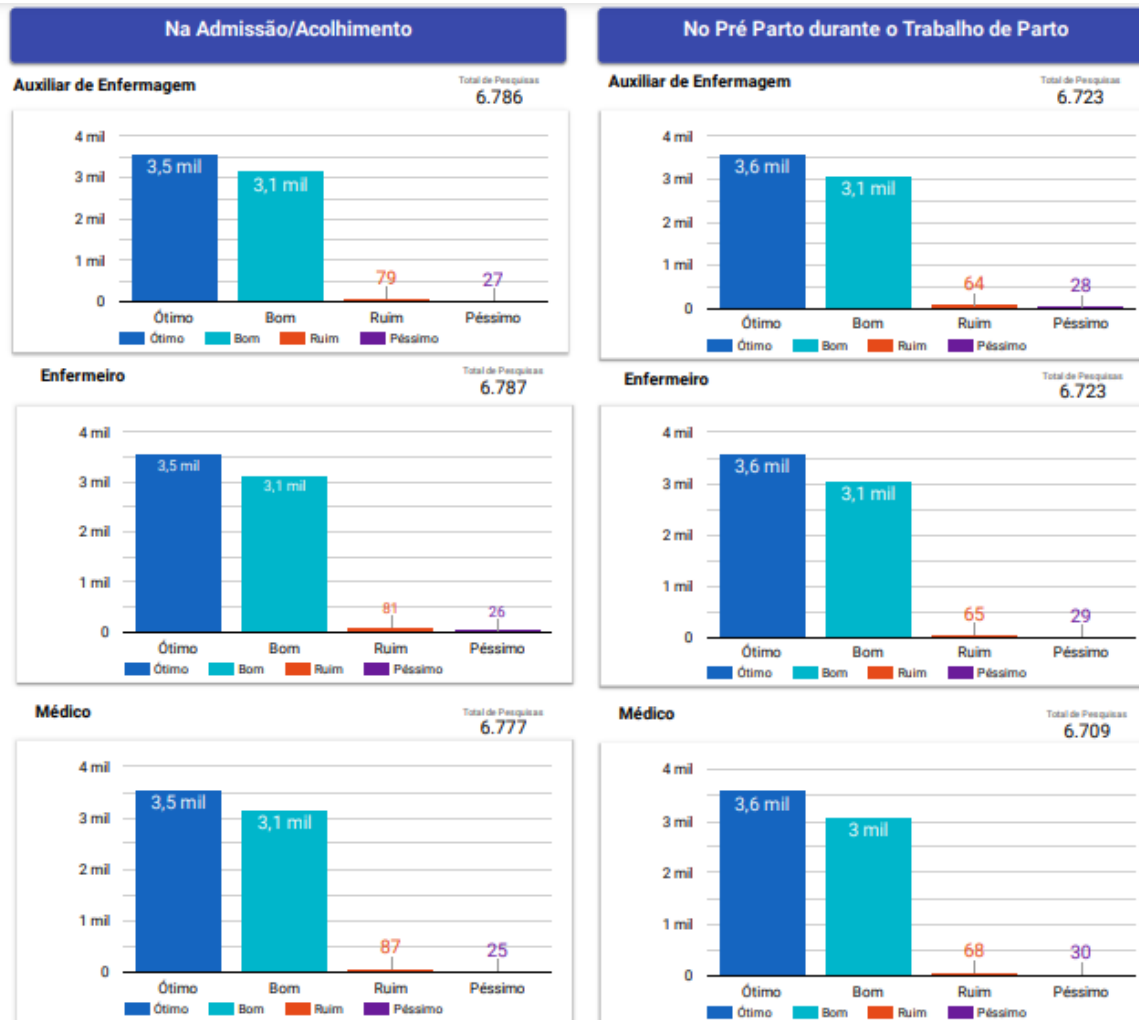 Na Admissão/Acolhimento
Auxiliar de Enfermagem
Total de Pesquisas
6.786
4 mil
3 mil
2 mil
1 mil
0
3,5 mil
3,1 mil
79
27
Ótimo Bom Ruim Péssimo
Ótimo Bom Ruim Péssimo
Enfermeiro
Total de Pesquisas
6.787
4 mil
3 mil
2 mil
1 mil
0
3,5 mil
3,1 mil
81
26
Ótimo Bom Ruim Péssimo
Ótimo Bom Ruim Péssimo
Médico
Total de Pesquisas
6.777
4 mil
3 mil
2 mil
1 mil
0
3,5 mil
3,1 mil
87
25
Ótimo Bom Ruim Péssimo
Ótimo Bom Ruim Péssimo
No Pré Parto durante o Trabalho de Parto
Auxiliar de Enfermagem
Total de Pesquisas
6.723
4 mil
3 mil
2 mil
1 mil
0
3,6 mil
3,1 mil
64
28
Ótimo Bom Ruim Péssimo
Ótimo Bom Ruim Péssimo
Enfermeiro
Total de Pesquisas
6.723
4 mil
3 mil
2 mil
1 mil
0
3,6 mil
3,1 mil
65
29
Ótimo Bom Ruim Péssimo
Ótimo Bom Ruim Péssimo
Médico
Total de Pesquisas
6.709
4 mil
3 mil
2 mil
1 mil
0
3,6 mil
3 mil
68
30
Ótimo Bom Ruim Péssimo
Ótimo Bom Ruim Péssimo